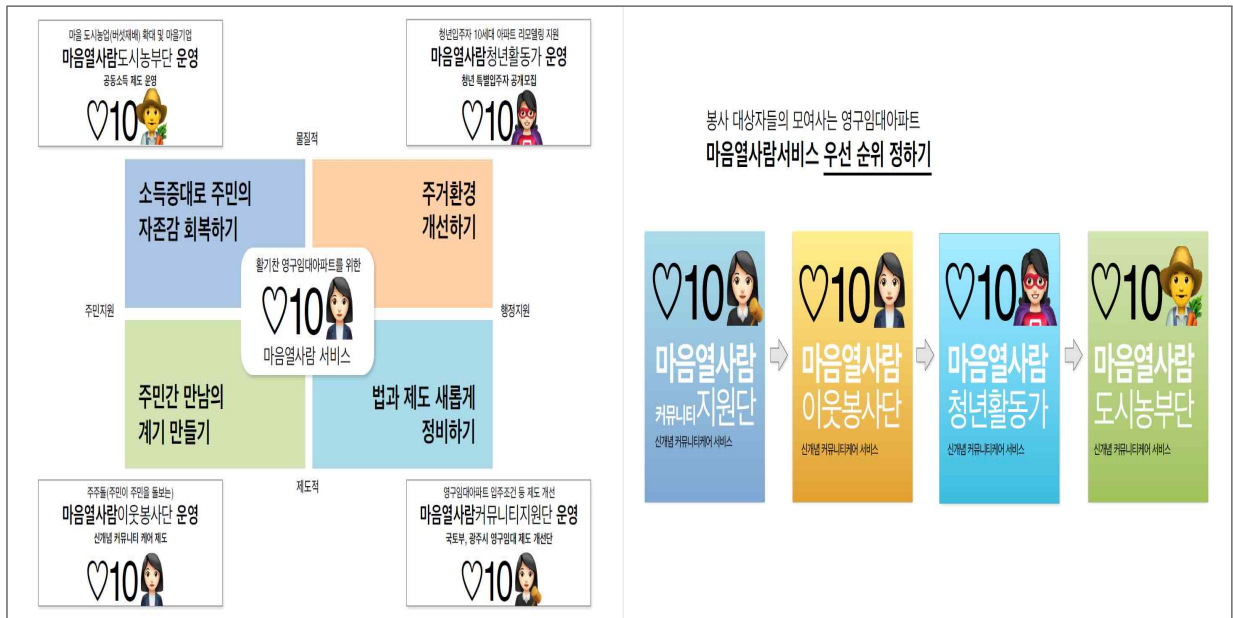 마을 도시농업(버섯재배) 확대 및 마을기업
마음열사람도시농부단 운영
공동소득 제도 운영
♡10
청년입주자 10세대 아파트 리모델링 지원
마음열사람청년활동가 운영
청년 특별입주자 공개모집
♡10
물질적
소득증대로 주민의
자존감 회복하기
주거환경
개선하기
활기찬 영구임대아파트를 위한
♡10
마음열사람 서비스
주민지원
행정지원
주민간 만남의
계기 만들기
법과 제도 새롭게
정비하기
제도적
주주돌(주민이 주민을 돌보는)
마음열사람이웃봉사단 운영
신개념 커뮤니티 케어 제도
♡10
영구임대아파트 입주조건 등 제도 개선
마음열사람커뮤니티지원단 운영
국토부, 광주시 영구임대 제도 개선단
♡10
봉사 대상자들의 모여사는 영구임대아파트
마음열사람서비스 우선 순위 정하기
♡10
마음열사람
커뮤니티지원단
신개념 커뮤니티케어 서비스
♡10
마음열사람
이웃봉사단
신개념 커뮤니티케어 서비스
♡10
마음열사람
청년활동가
신개념 커뮤니티케어 서비스
♡10
마음열사람
도시농부단
신개념 커뮤니티케어 서비스